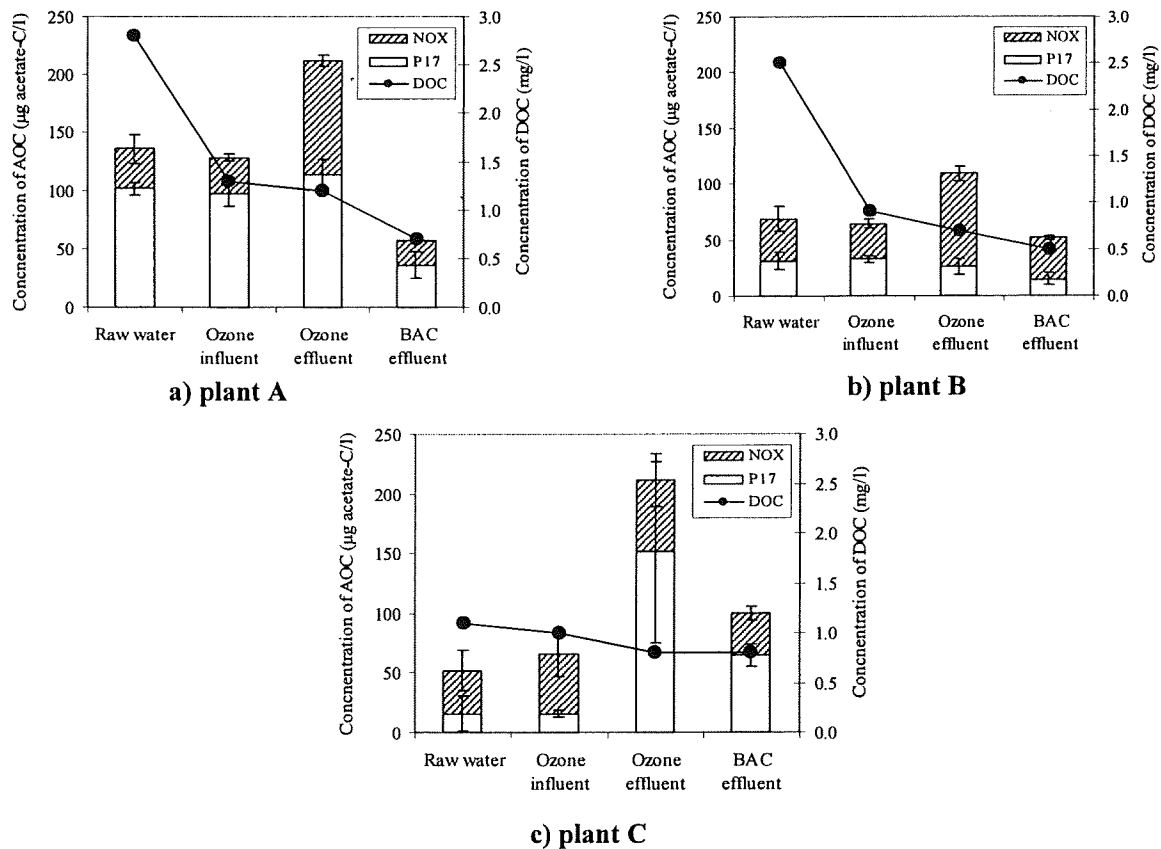 Concnentration of AOC (µg acetate-C/l)
250
200
150
100
50
0
NOX
P17
DOC
3.0
2.5
2.0
1.5
1.0
0.5
0.0
Concnentration of DOC (mg/l)
Raw water
Ozone
influent
Ozone
effluent
BAC
effluent
a) plant A
Concnentration of AOC (µg acetate-C/l)
250
200
150
100
50
0
NOX
P17
DOC
3.0
2.5
2.0
1.5
1.0
0.5
0.0
Concnentration of DOC (mg/l)
Raw water
Ozone
influent
Ozone
effluent
BAC
effluent
b) plant B
Concnentration of AOC (µg acetate-C/l)
250
200
150
100
50
0
NOX
P17
DOC
3.0
2.5
2.0
1.5
1.0
0.5
0.0
Concnentration of DOC (mg/l)
Raw water
Ozone
influent
Ozone
effluent
BAC
effluent
c) plant C